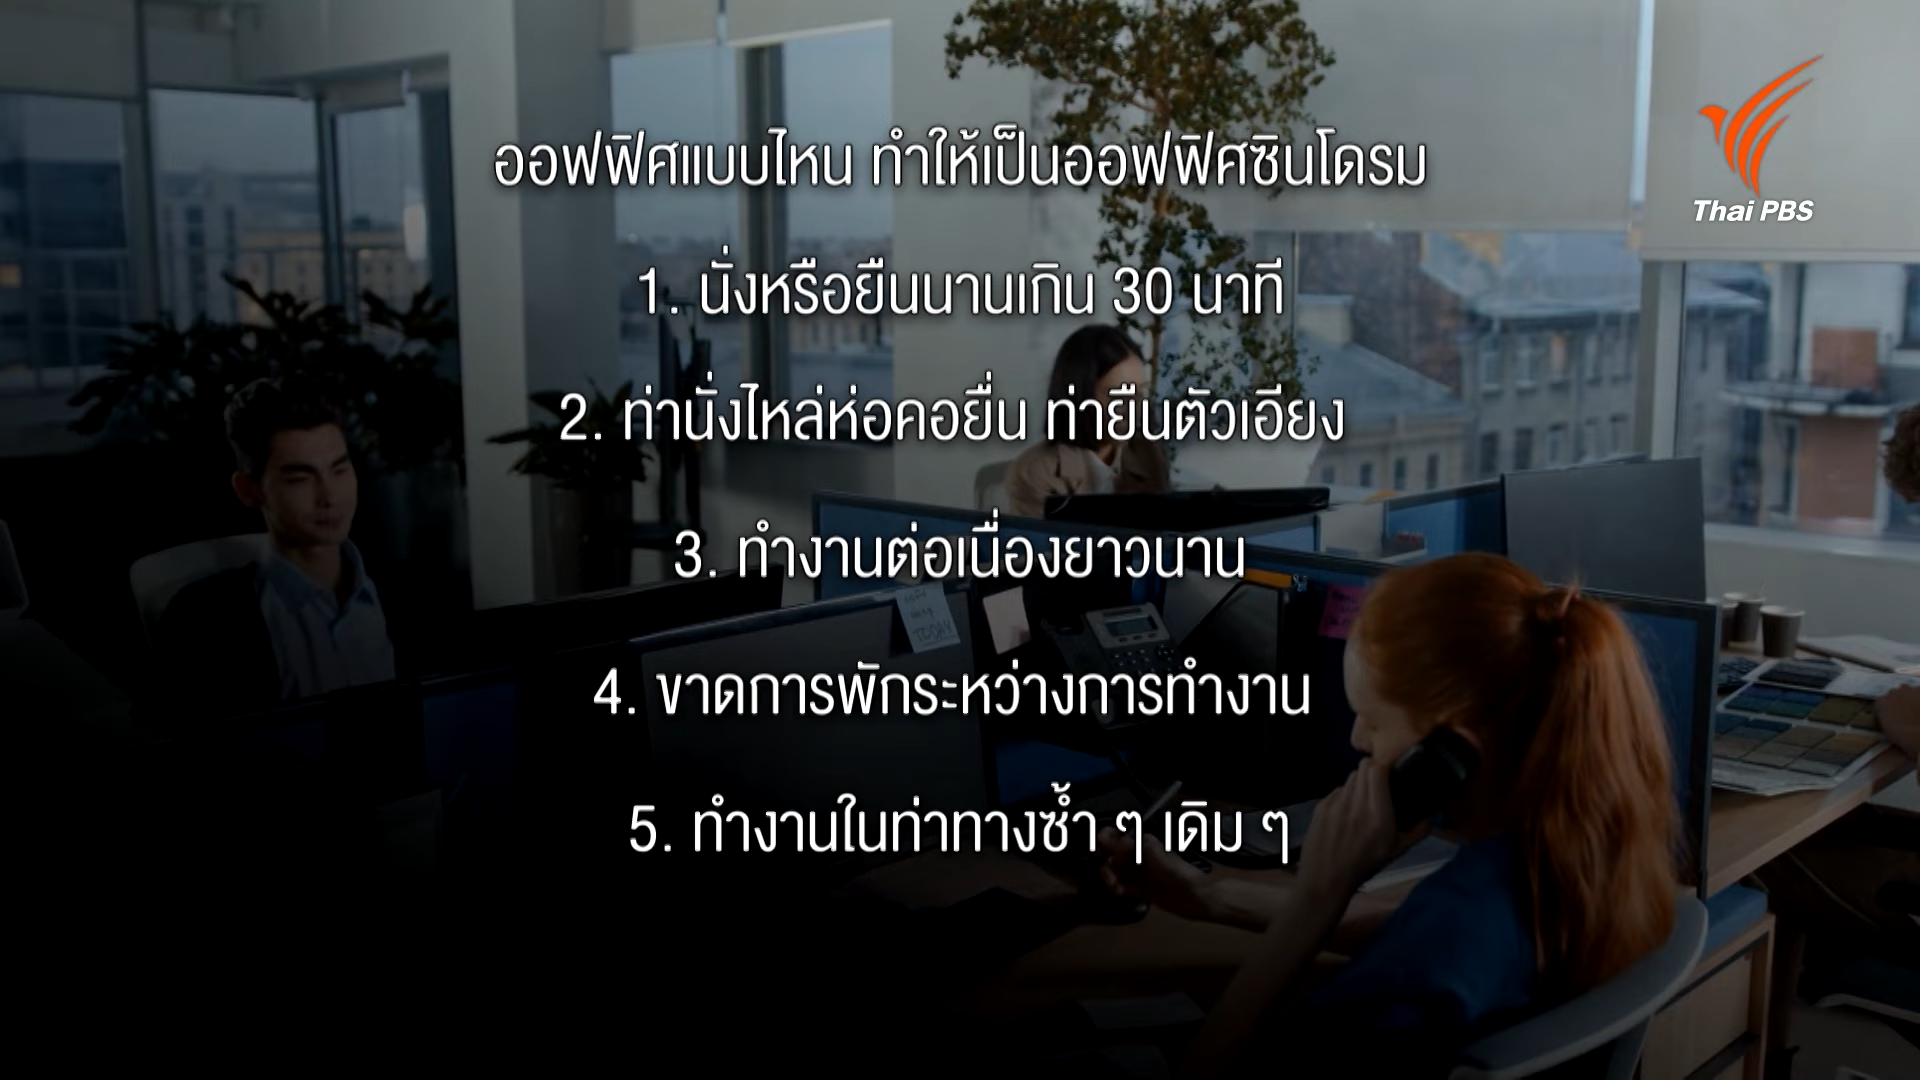 Thai PBS
ออฟฟิศแบบไหน ทำให้เป็นออฟฟิศซินโดรม
1. นั่งหรือยืนนานเกิน 30 นาที
2. ท่านั่งไหล่ห่อคอยื่น ท่ายืนตัวเอียง
3. ทำงานต่อเนื่องยาวนาน
4. ขาดการพักระหว่างการทำงาน
5. ทำงานในท่าทางซ้ำ ๆ เดิม ๆ
TODAY